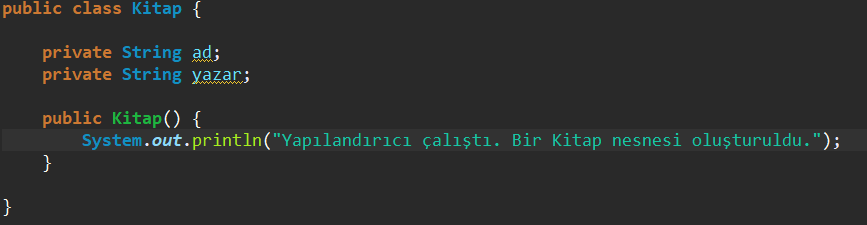 public class Kitap {
private String ad;
private String yazar;
public Kitap() {
System.out.println("Yapılandırıcı çalıştı. Bir Kitap nesnesi oluşturuldu.");
}
}